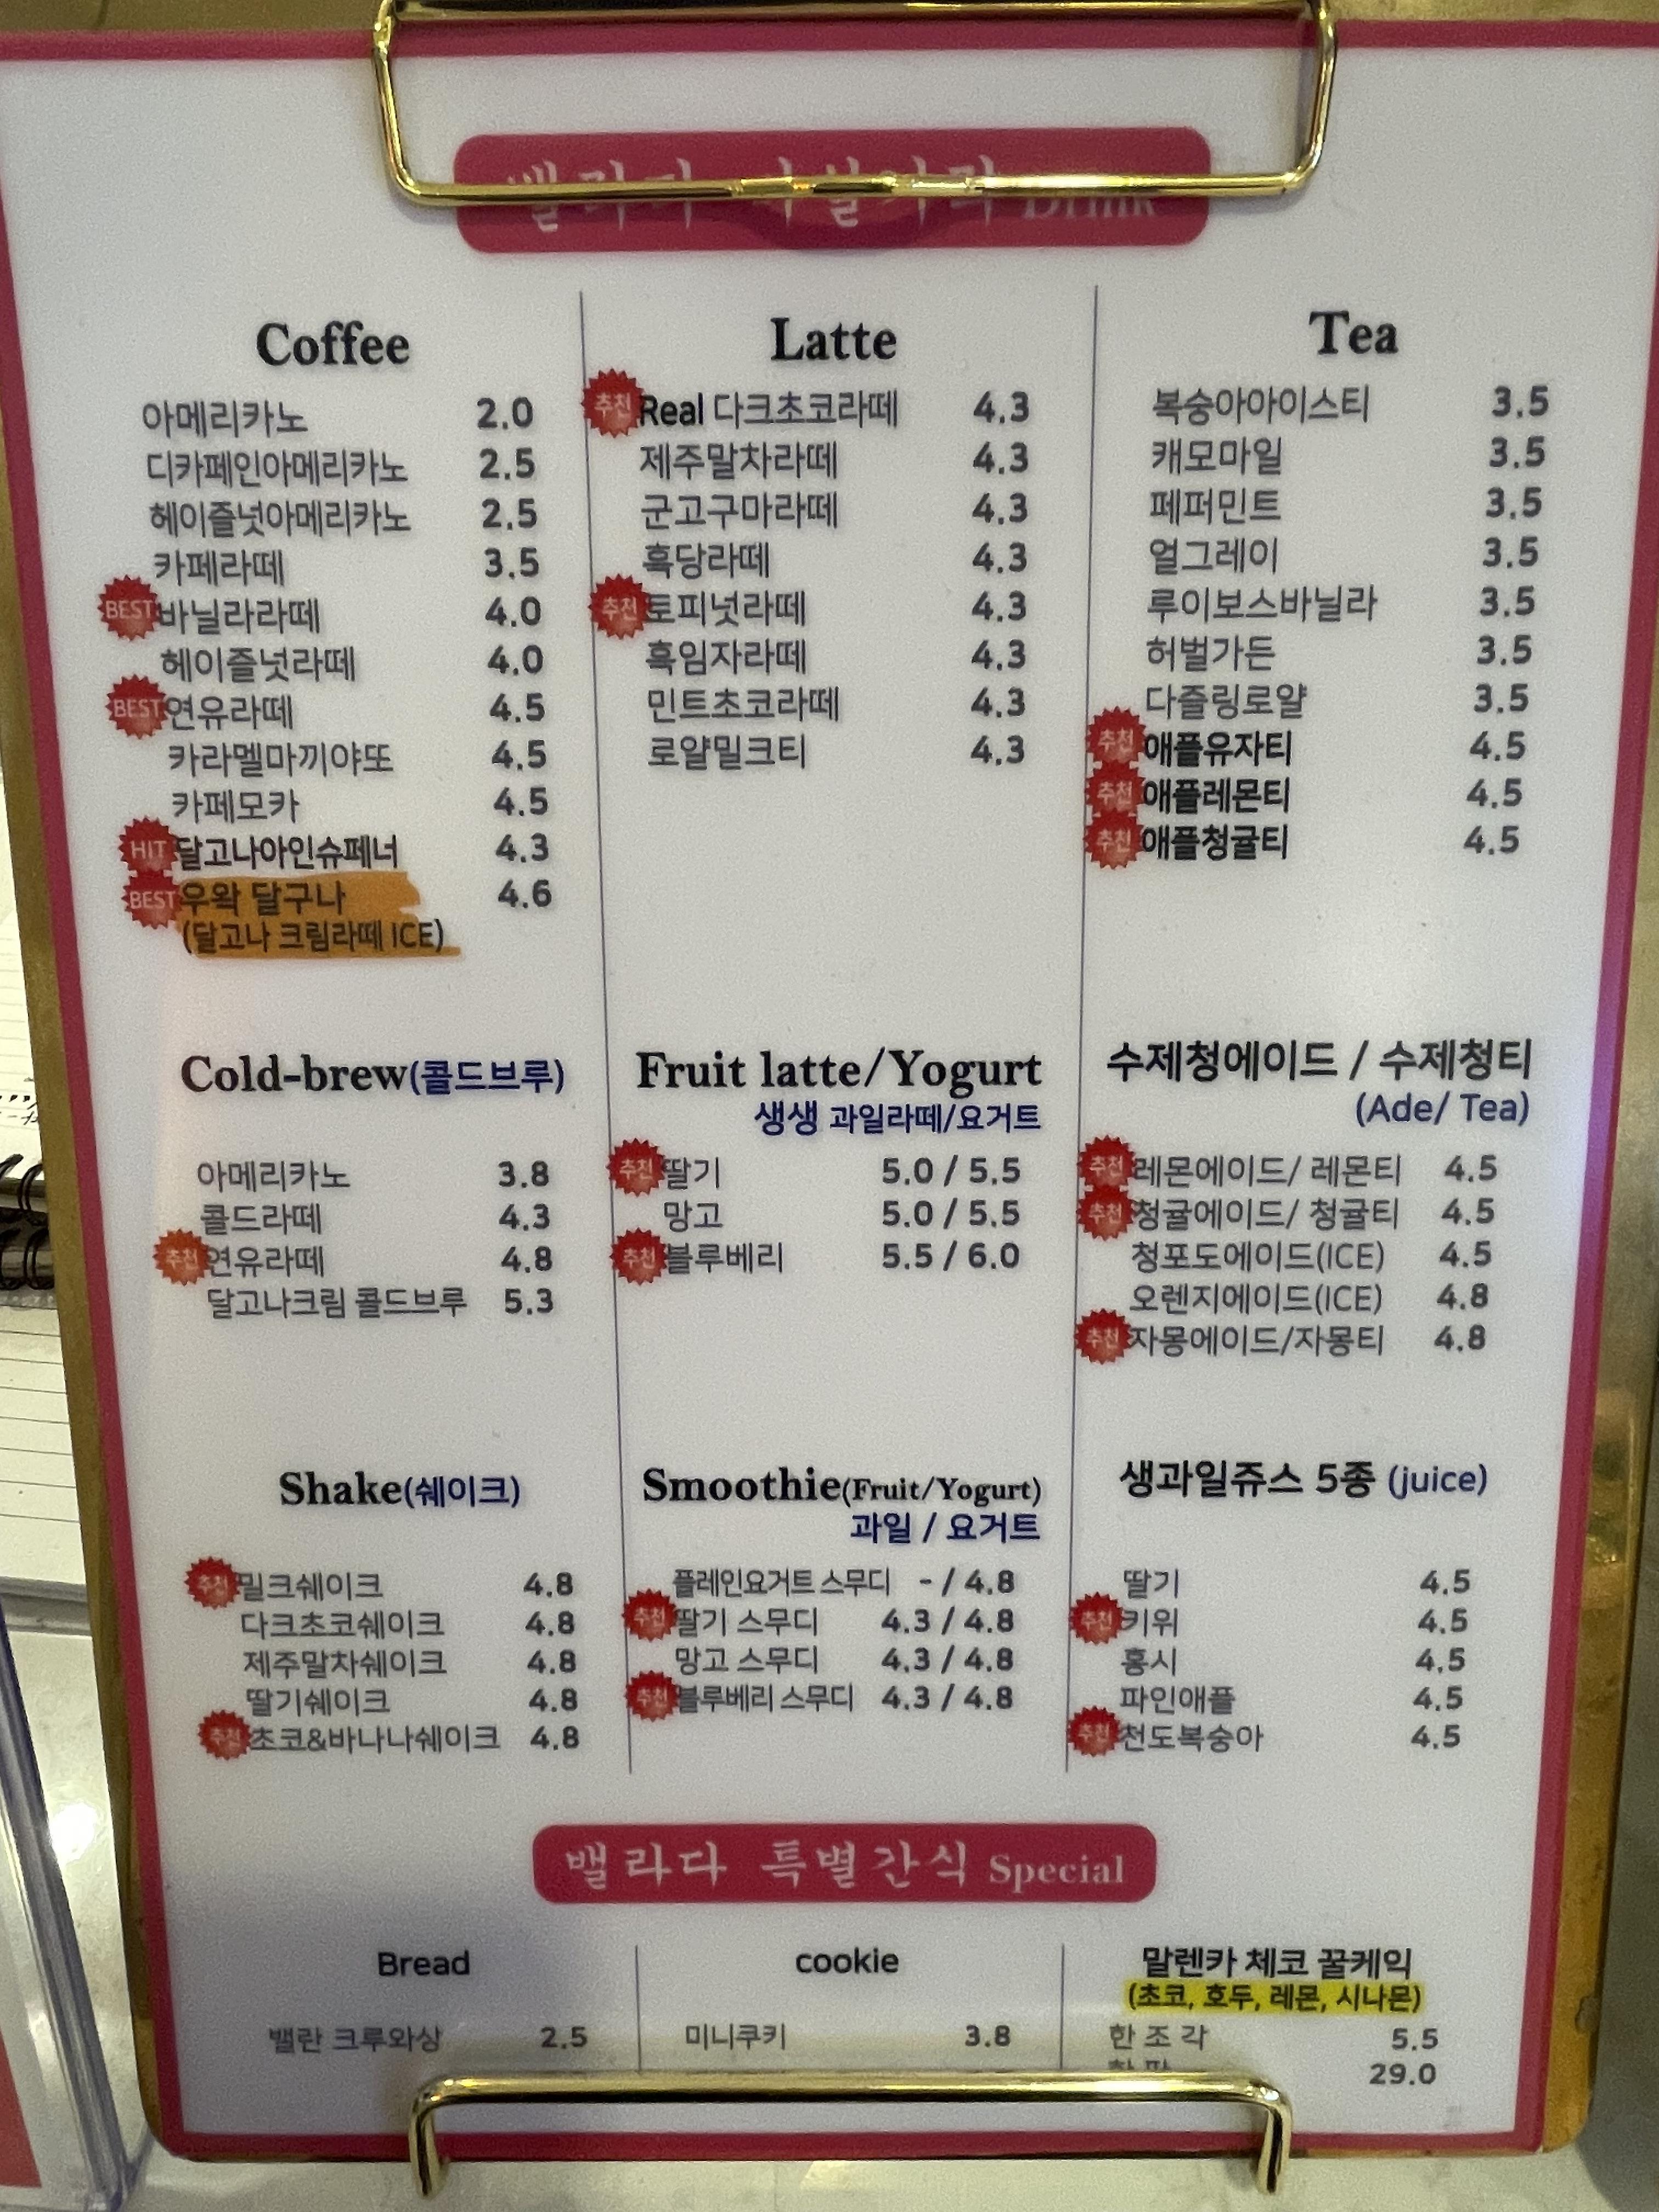 밸라다 마실거리 Drink
Coffee
아메리카노 2.0
디카페인아메리카노 2.5
헤이즐넛아메리카노 2.5
카페라떼 3.5
BEST 바닐라라떼 4.0
헤이즐넛라떼 4.0
BEST 연유라떼 4.5
카라멜마끼야또 4.5
카페모카 4.5
HIT 달고나아인슈페너 4.3
BEST 우왁 달구나 4.6
(달고나 크림라떼 ICE)
Latte
추천 Real 다크초코라떼 4.3
제주말차라떼 4.3
군고구마라떼 4.3
흑당라떼 4.3
추천 토피넛라떼 4.3
흑임자라떼 4.3
민트초코라떼 4.3
로얄밀크티 4.3
Tea
복숭아아이스티 3.5
캐모마일 3.5
페퍼민트 3.5
얼그레이 3.5
루이보스바닐라 3.5
허벌가든 3.5
다즐링로얄 3.5
추천 애플유자티 4.5
추천 애플레몬티 4.5
추천 애플청귤티 4.5
Cold-brew(콜드브루)
아메리카노 3.8
콜드라떼 4.3
추천 연유라떼 4.8
달고나크림 콜드브루 5.3
Fruit latte/Yogurt
생생 과일라떼/요거트
추천 딸기 5.0 / 5.5
망고 5.0 / 5.5
추천 블루베리 5.5 / 6.0
수제청에이드 / 수제청티
(Ade/ Tea)
추천 레몬에이드/ 레몬티 4.5
추천 청귤에이드/ 청귤티 4.5
청포도에이드(ICE) 4.5
오렌지에이드(ICE) 4.8
추천 자몽에이드/자몽티 4.8
Shake(쉐이크)
추천 밀크쉐이크 4.8
다크초코쉐이크 4.8
제주말차쉐이크 4.8
딸기쉐이크 4.8
추천 초코&바나나쉐이크 4.8
Smoothie(Fruit/Yogurt)
과일 / 요거트
플레인요거트 스무디 - / 4.8
추천 딸기 스무디 4.3 / 4.8
망고 스무디 4.3 / 4.8
추천 블루베리 스무디 4.3 / 4.8
생과일쥬스 5종 (juice)
딸기 4.5
추천 키위 4.5
홍시 4.5
파인애플 4.5
추천 천도복숭아 4.5
밸라다 특별간식 Special
Bread
밸란 크루와상 2.5
cookie
미니쿠키 3.8
말렌카 체코 꿀케익
(초코, 호두, 레몬, 시나몬)
한 조 각 5.5
29.0